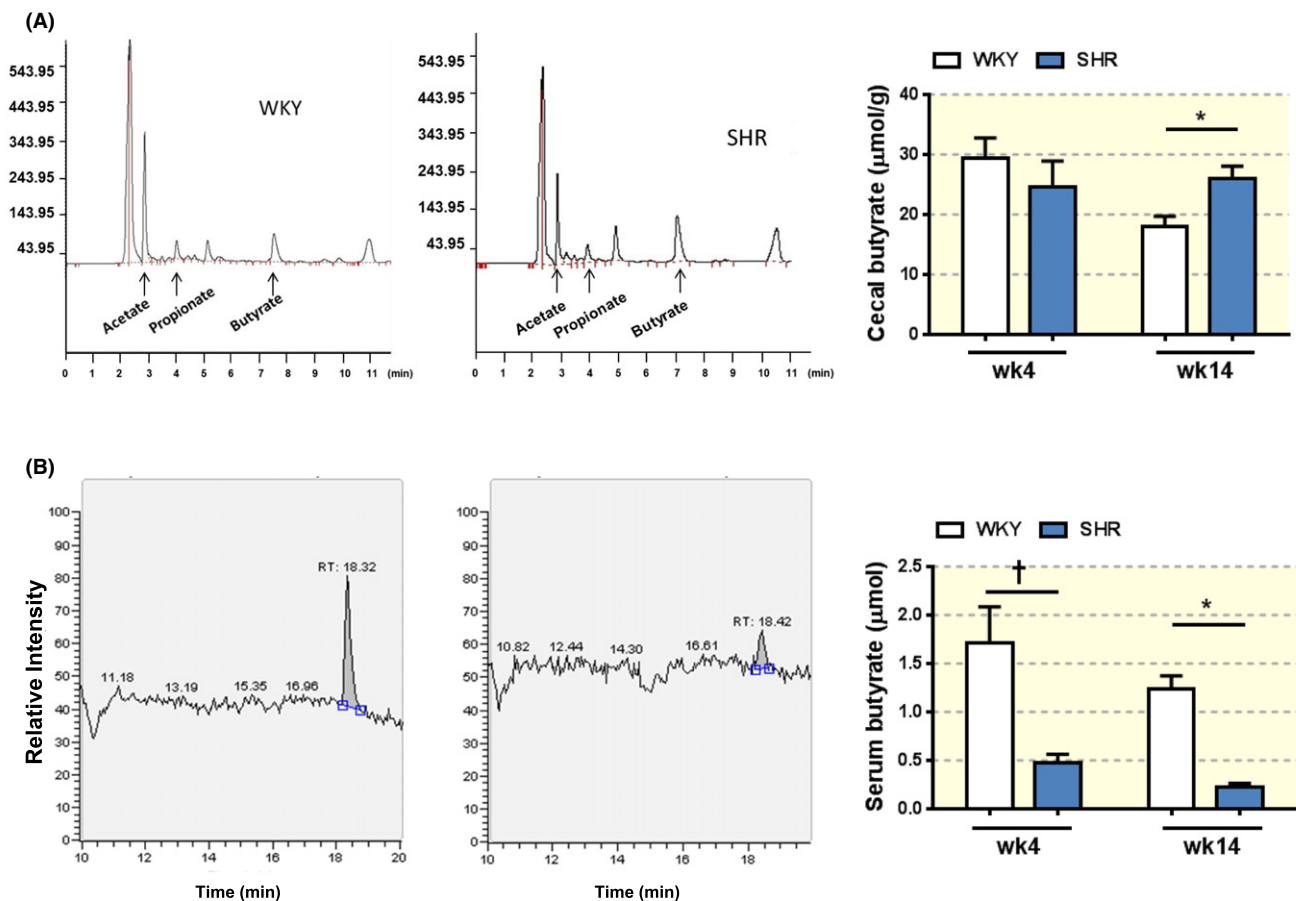 (A)
543.95
443.95
343.95
243.95
143.95
43.95
WKY
Acetate
Propionate
Butyrate
0 1 2 3 4 5 6 7 8 9 10 11 (min)
543.95
443.95
343.95
243.95
143.95
43.95
SHR
Acetate
Propionate
Butyrate
0 1 2 3 4 5 6 7 8 9 10 11 (min)
WKY SHR
Cecal butyrate (μmol/g)
40
30
20
10
0
*
wk4 wk14
(B)
Relative Intensity
100
90
80
70
60
50
40
30
20
10
0
RT: 18.32
11.18 13.19 15.35 16.96
10 12 14 16 18 20
Time (min)
100
90
80
70
60
50
40
30
20
10
0
RT: 18.42
10.82 12.44 14.30 16.61
10 12 14 16 18
Time (min)
WKY SHR
Serum butyrate (μmol)
2.5
2.0
1.5
1.0
0.5
0.0
† *
wk4 wk14